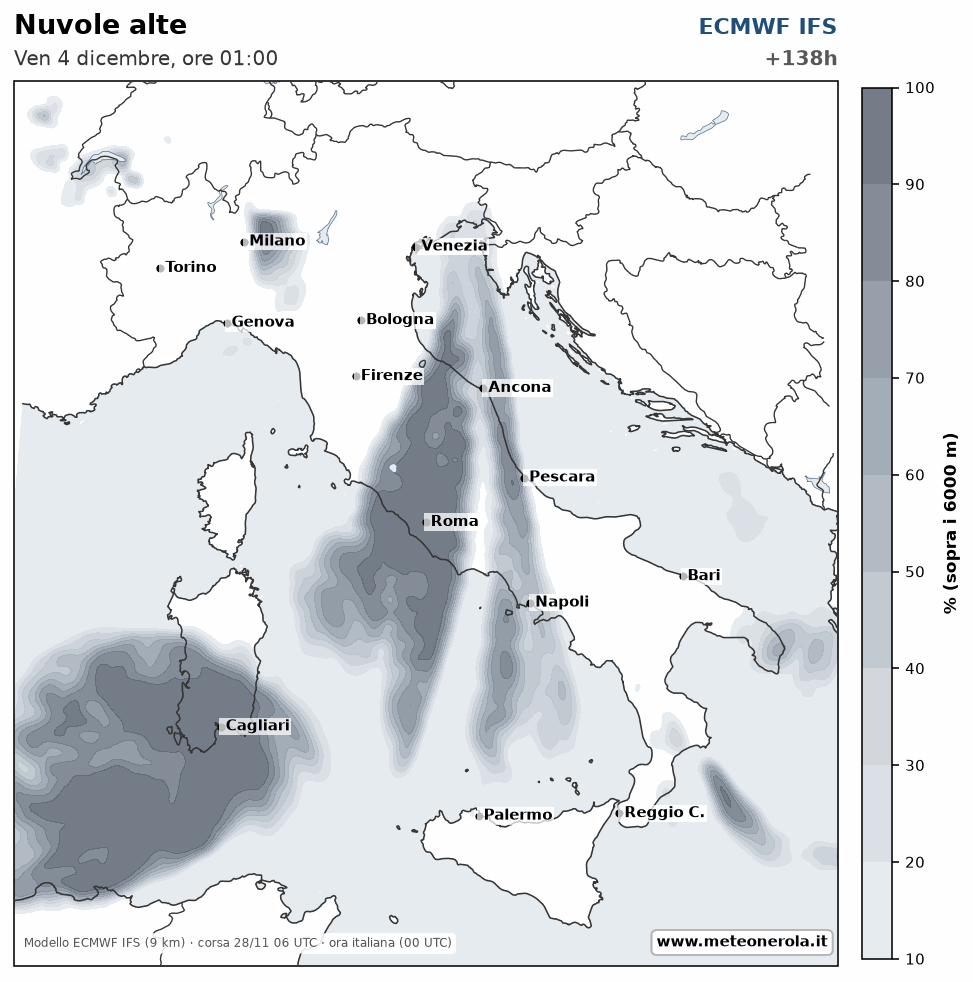 Nuvole alte
ECMWF IFS
Ven 4 dicembre, ore 01:00
+138h
Milano
Venezia
Torino
Genova
Bologna
Firenze
Ancona
Pescara
Roma
Bari
Napoli
Cagliari
Palermo
Reggio C.
100
90
80
70
60
50
40
30
20
10
% (sopra i 6000 m)
Modello ECMWF IFS (9 km) · corsa 28/11 06 UTC · ora italiana (00 UTC)
www.meteonerola.it